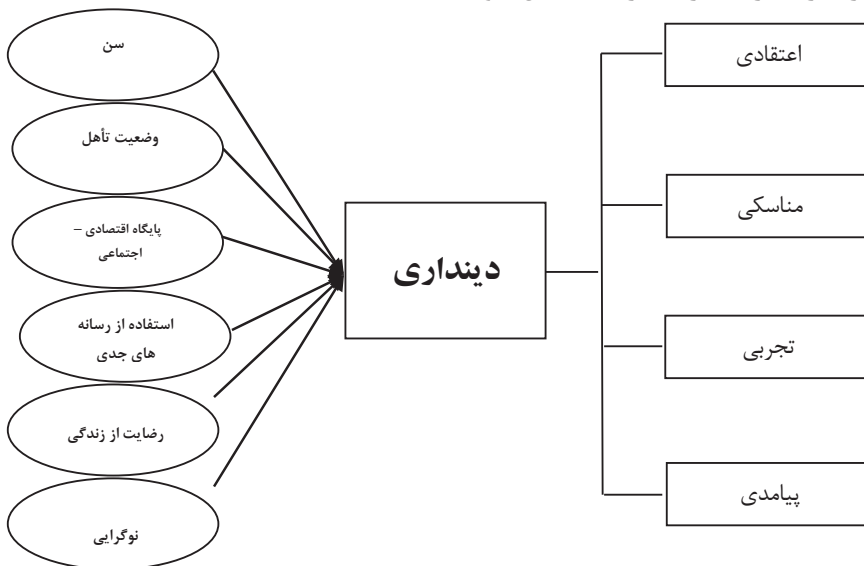 سن
وضعیت تأهل
پایگاه اقتصادی –
اجتماعی
استفاده از رسانه
های جدی
رضایت از زندگی
نوگرایی
دینداری
اعتقادی
مناسکی
تجربی
پیامدی